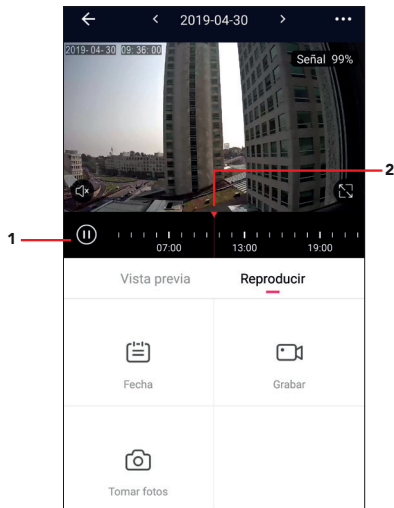 2019-04-30
2019-04-30 09:36:00
Señal 99%
2
1
07:00 13:00 19:00
Vista previa Reproducir
Fecha Grabar
Tomar fotos